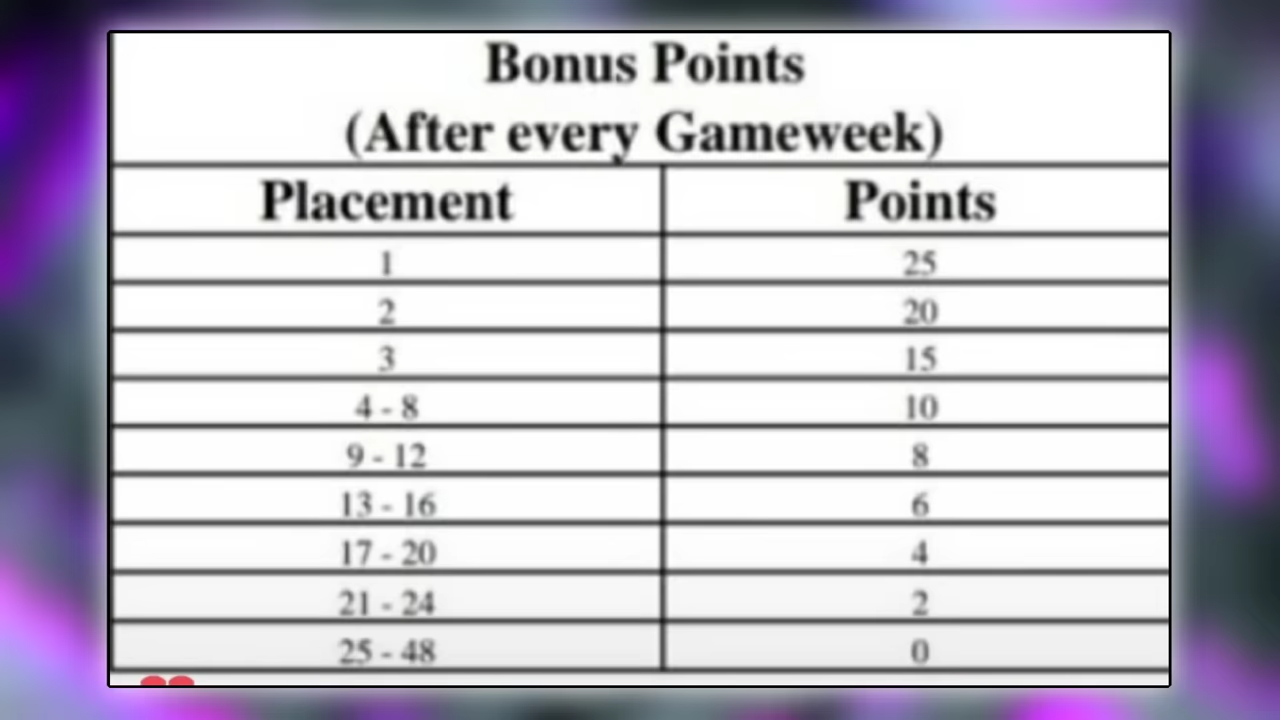 Bonus Points
(After every Gameweek)
Placement Points
1 25
2 20
3 15
4 - 8 10
9 - 12 8
13 - 16 6
17 - 20 4
21 - 24 2
25 - 48 0